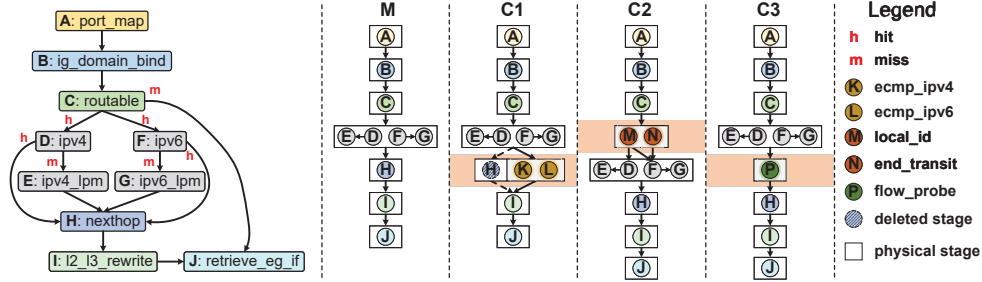 A: port_map
B: ig_domain_bind
C: routable
m
h
h
h
D: ipv4
F: ipv6
h
m
m
E: ipv4_lpm
G: ipv6_lpm
H: nexthop
I: l2_l3_rewrite
J: retrieve_eg_if
M
A
B
C
E D F G
H
I
J
C1
A
B
C
E D F G
H K L
I
J
C2
A
B
C
M N
E D F G
H
I
J
C3
A
B
C
E D F G
P
H
I
J
Legend
h hit
m miss
K ecmp_ipv4
L ecmp_ipv6
M local_id
N end_transit
P flow_probe
deleted stage
physical stage